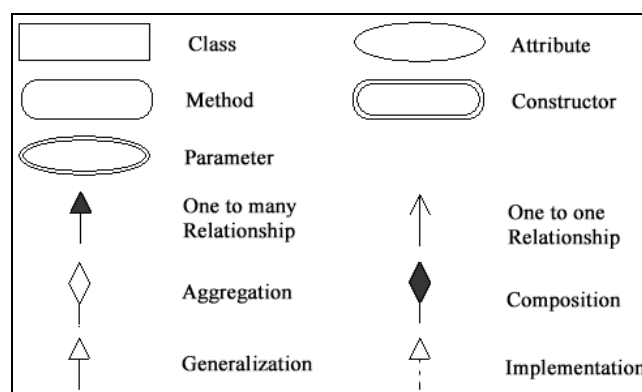 Class
Attribute
Method
Constructor
Parameter
One to many
Relationship
One to one
Relationship
Aggregation
Composition
Generalization
Implementation